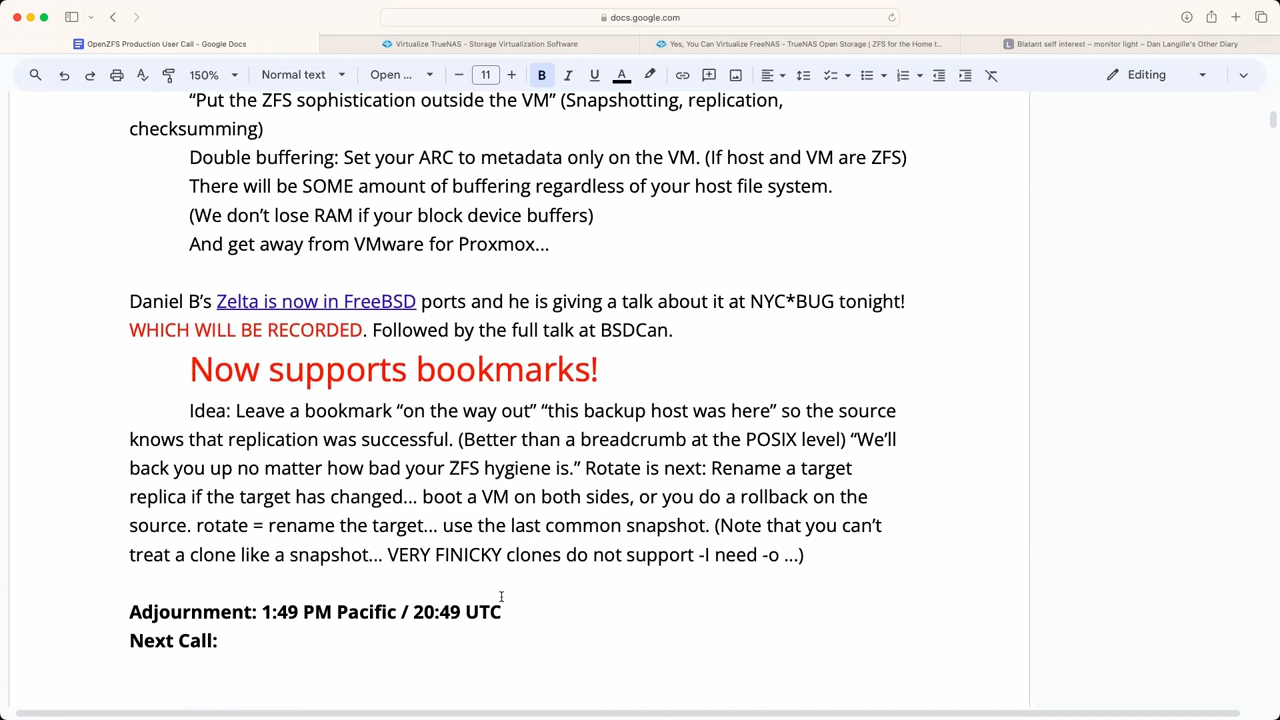 docs.google.com
OpenZFS Production User Call - Google Docs
Virtualize TrueNAS - Storage Virtualization Software
Yes, You Can Virtualize FreeNAS - TrueNAS Open Storage | ZFS for the Home t...
L
Blatant self interest – monitor light – Dan Langille's Other Diary
150%
Normal text
Open ...
11
B
I
U
A
Editing
“Put the ZFS sophistication outside the VM” (Snapshotting, replication,
checksumming)
Double buffering: Set your ARC to metadata only on the VM. (If host and VM are ZFS)
There will be SOME amount of buffering regardless of your host file system.
(We don’t lose RAM if your block device buffers)
And get away from VMware for Proxmox...
Daniel B’s Zelta is now in FreeBSD ports and he is giving a talk about it at NYC*BUG tonight!
WHICH WILL BE RECORDED. Followed by the full talk at BSDCan.
Now supports bookmarks!
Idea: Leave a bookmark “on the way out” “this backup host was here” so the source
knows that replication was successful. (Better than a breadcrumb at the POSIX level) “We’ll
back you up no matter how bad your ZFS hygiene is.” Rotate is next: Rename a target
replica if the target has changed... boot a VM on both sides, or you do a rollback on the
source. rotate = rename the target... use the last common snapshot. (Note that you can’t
treat a clone like a snapshot... VERY FINICKY clones do not support -I need -o ...)
Adjournment: 1:49 PM Pacific / 20:49 UTC
Next Call: